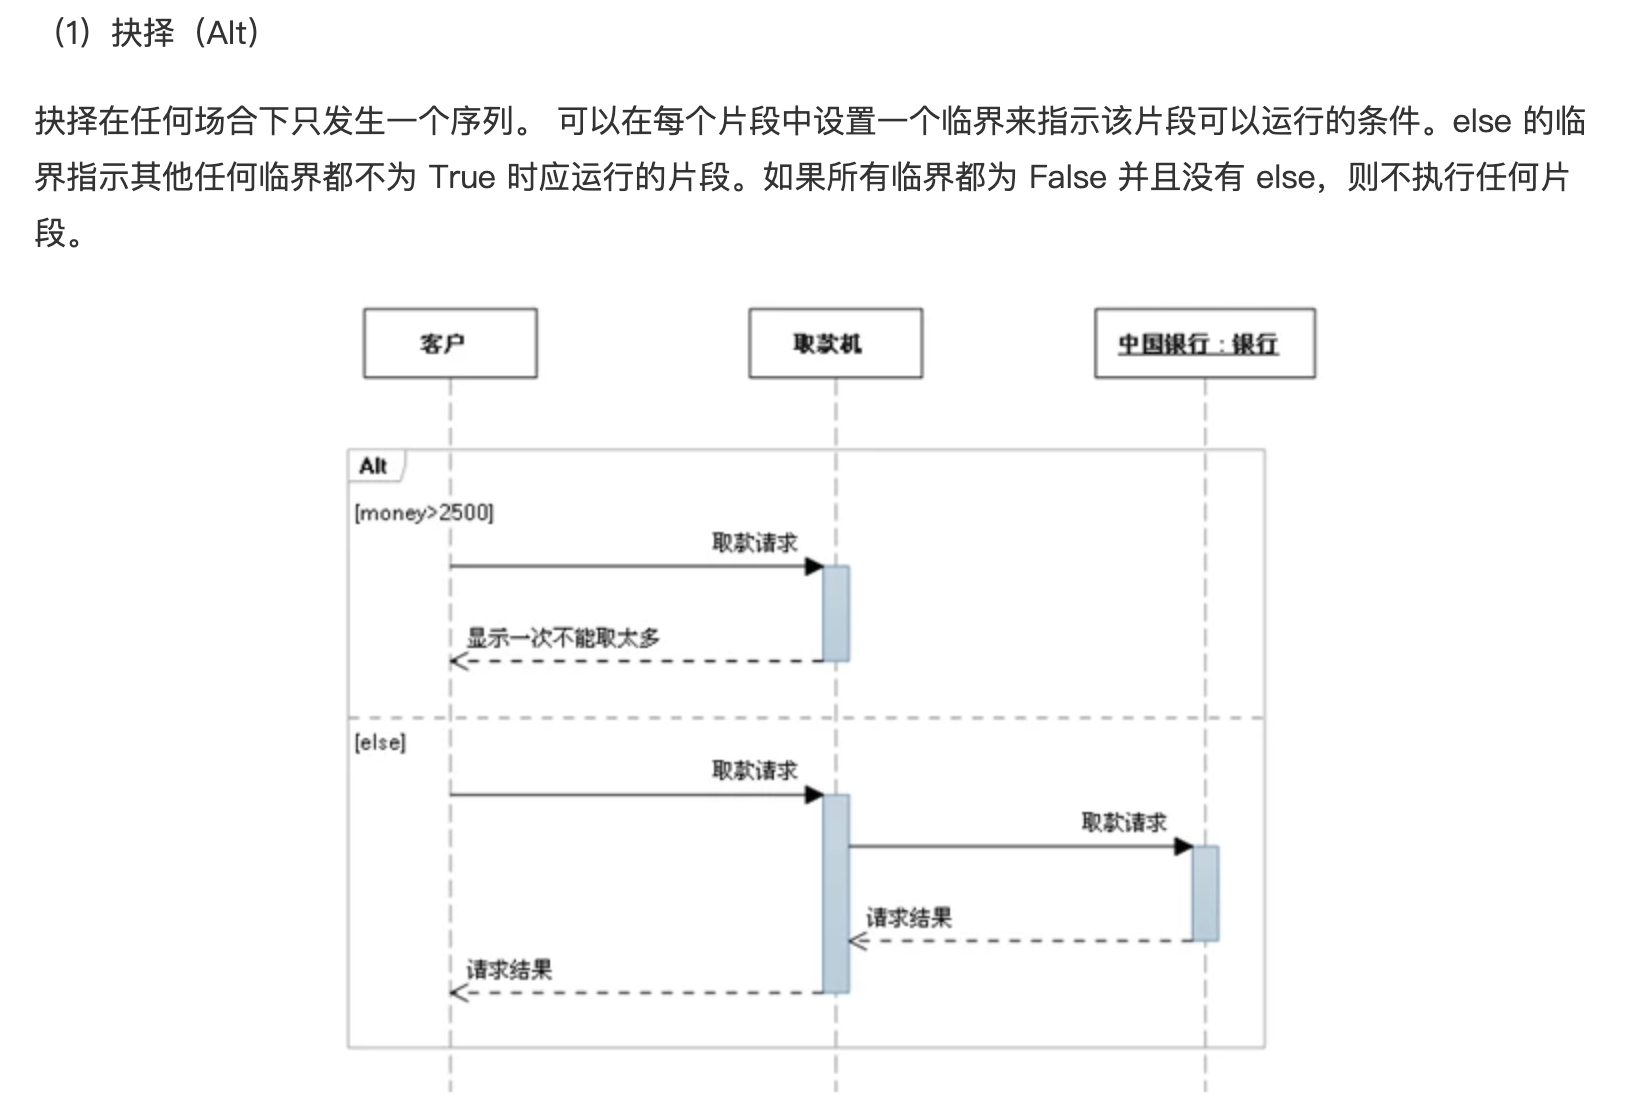 （1）抉择（Alt）
抉择在任何场合下只发生一个序列。 可以在每个片段中设置一个临界来指示该片段可以运行的条件。else 的临
界指示其他任何临界都不为 True 时应运行的片段。如果所有临界都为 False 并且没有 else，则不执行任何片
段。
客户
取款机
中国银行：银行
Alt
[money>2500]
取款请求
显示一次不能取太多
[else]
取款请求
取款请求
请求结果
请求结果